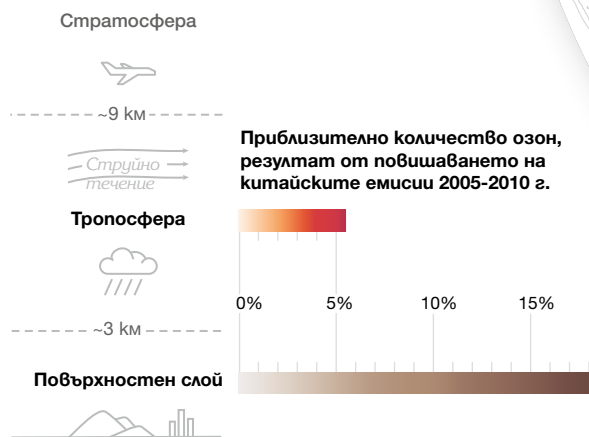 Стратосфера
~9 км
Струйно
течение
Приблизително количество озон,
резултат от повишаването на
китайските емисии 2005-2010 г.
Тропосфера
0% 5% 10% 15%
~3 км
Повърхностен слой